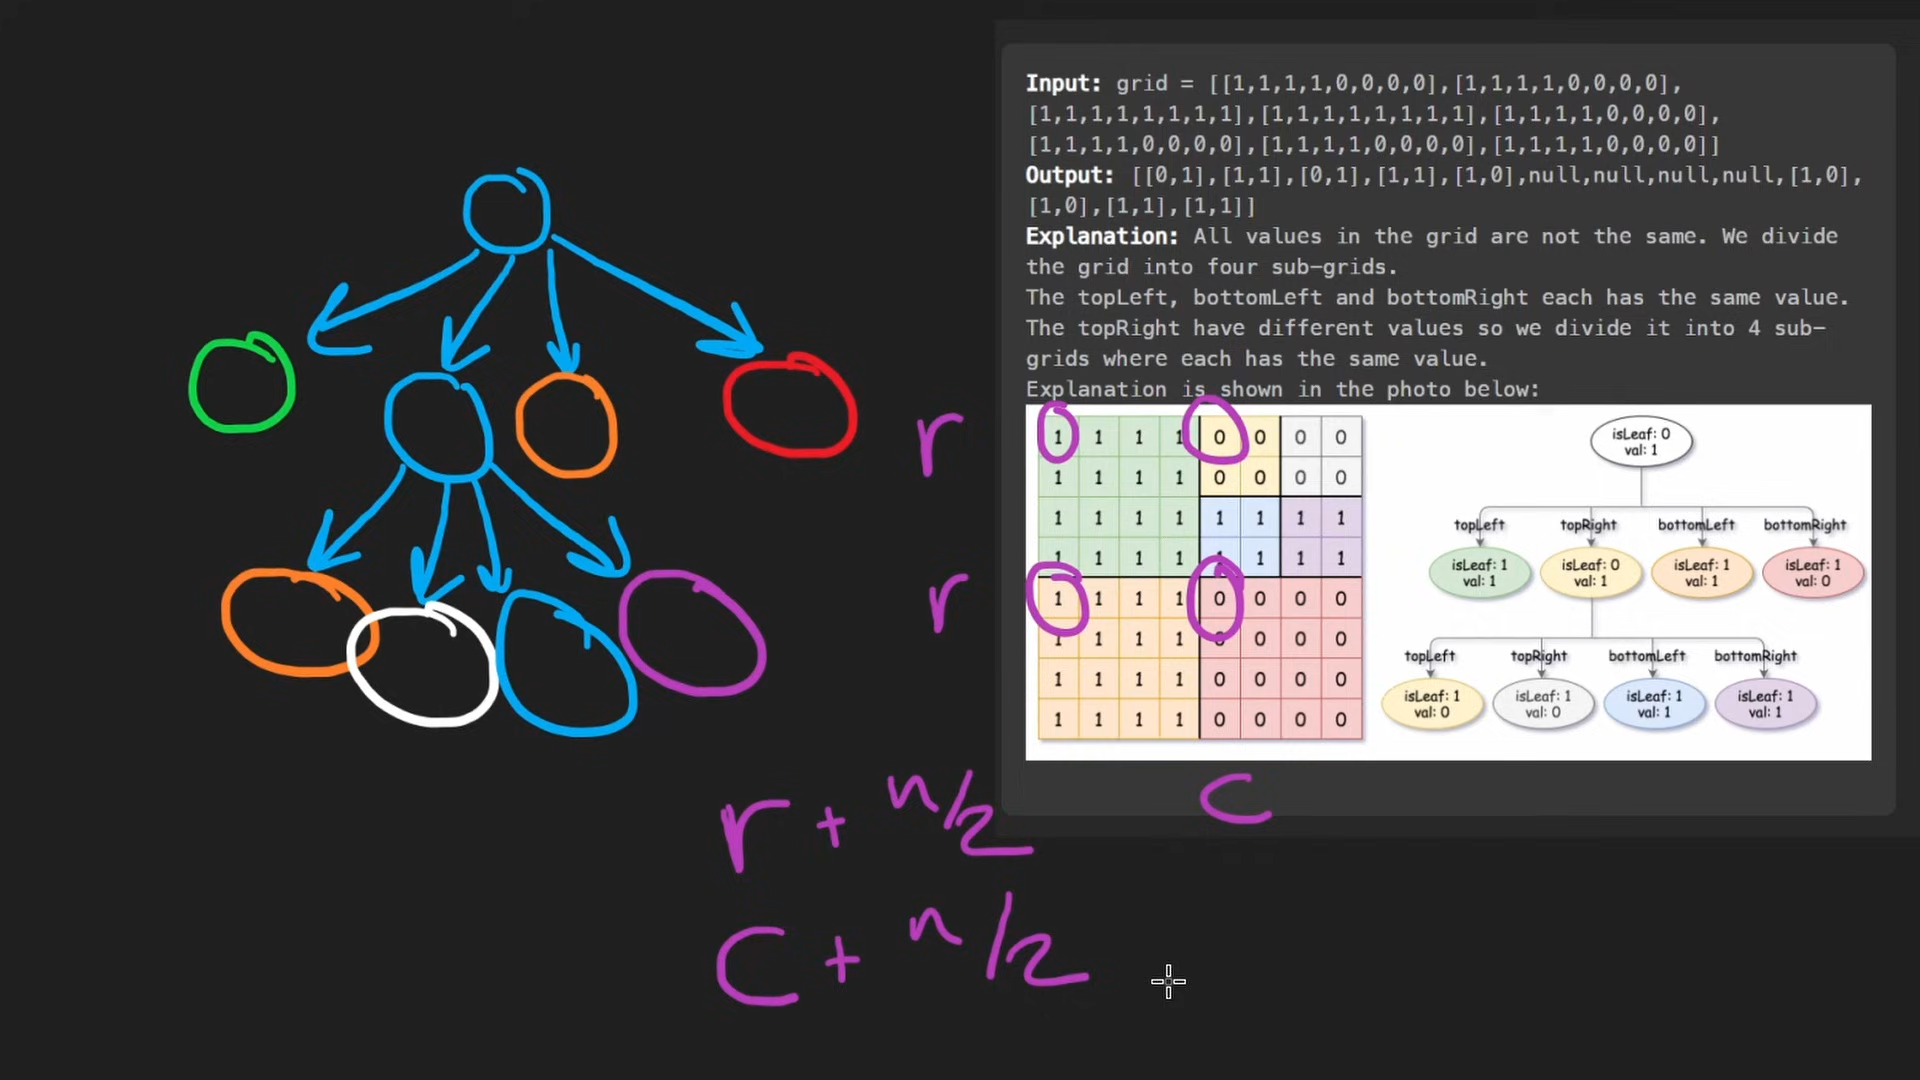 Input: grid = [[1,1,1,1,0,0,0,0],[1,1,1,1,0,0,0,0],
[1,1,1,1,1,1,1,1],[1,1,1,1,1,1,1,1],[1,1,1,1,0,0,0,0],
[1,1,1,1,0,0,0,0],[1,1,1,1,0,0,0,0],[1,1,1,1,0,0,0,0]]
Output: [[0,1],[1,1],[0,1],[1,1],[1,0],null,null,null,null,[1,0],
[1,0],[1,1],[1,1]]
Explanation: All values in the grid are not the same. We divide
the grid into four sub-grids.
The topLeft, bottomLeft and bottomRight each has the same value.
The topRight have different values so we divide it into 4 sub-
grids where each has the same value.
Explanation is shown in the photo below:
r
1 1 1 1 0 0 0 0
1 1 1 1 0 0 0 0
1 1 1 1 1 1 1 1
1 1 1 1 1 1 1 1
r
1 1 1 1 0 0 0 0
1 1 1 1 0 0 0 0
1 1 1 1 0 0 0 0
1 1 1 1 0 0 0 0
isLeaf: 0
val: 1
topLeft topRight bottomLeft bottomRight
isLeaf: 1 isLeaf: 0 isLeaf: 1 isLeaf: 1
val: 1 val: 1 val: 1 val: 0
topLeft topRight bottomLeft bottomRight
isLeaf: 1 isLeaf: 1 isLeaf: 1 isLeaf: 1
val: 0 val: 0 val: 1 val: 1
c
r + n/2
c + n/2